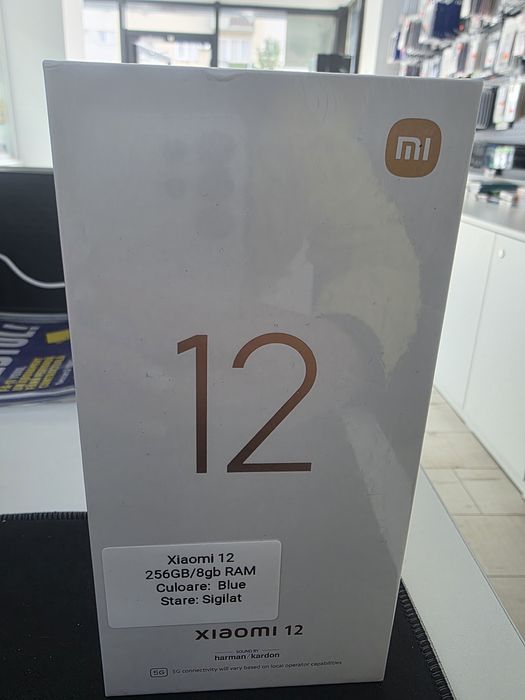 mi
12
Xiaomi 12
256GB/8gb RAM
Culoare: Blue
Stare: Sigilat
xiaomi 12
SOUND BY
harman/kardon
5G 5G connectivity will vary based on local operator capabilities